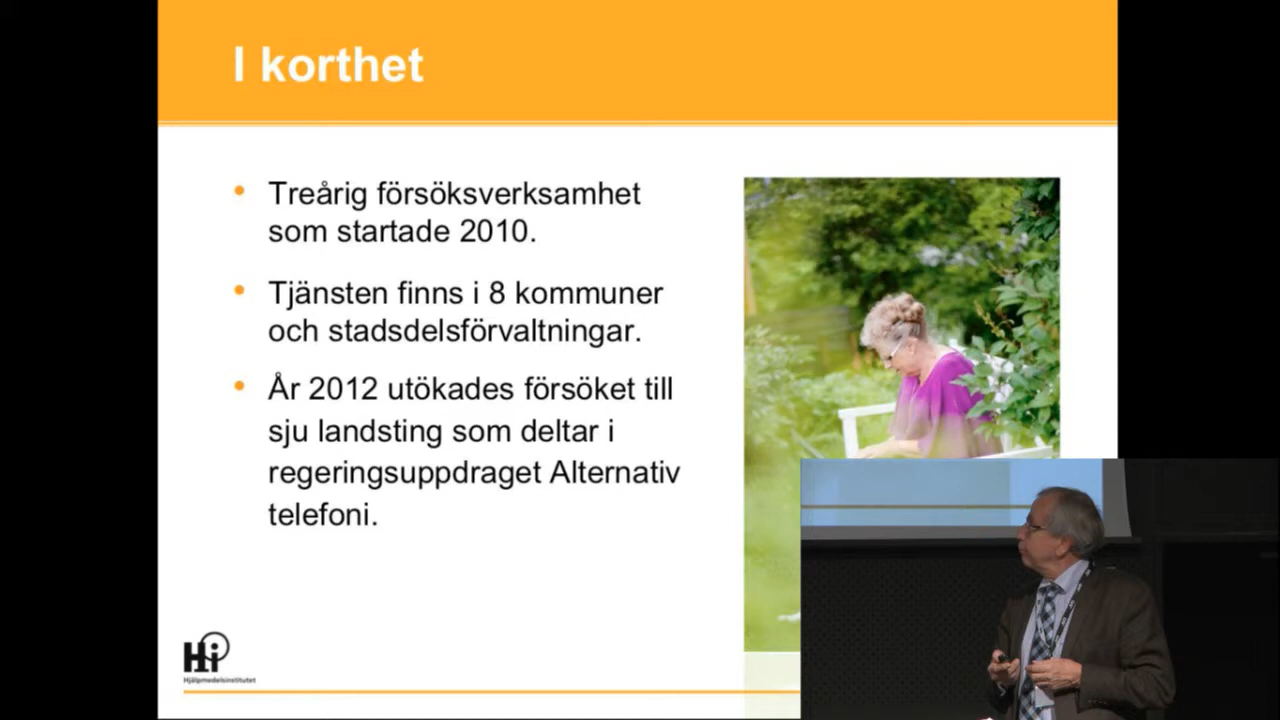 I korthet
• Treårig försöksverksamhet
som startade 2010.
• Tjänsten finns i 8 kommuner
och stadsdelsförvaltningar.
• År 2012 utökades försöket till
sju landsting som deltar i
regeringsuppdraget Alternativ
telefoni.
Hi
Hjälpmedelsinstitutet